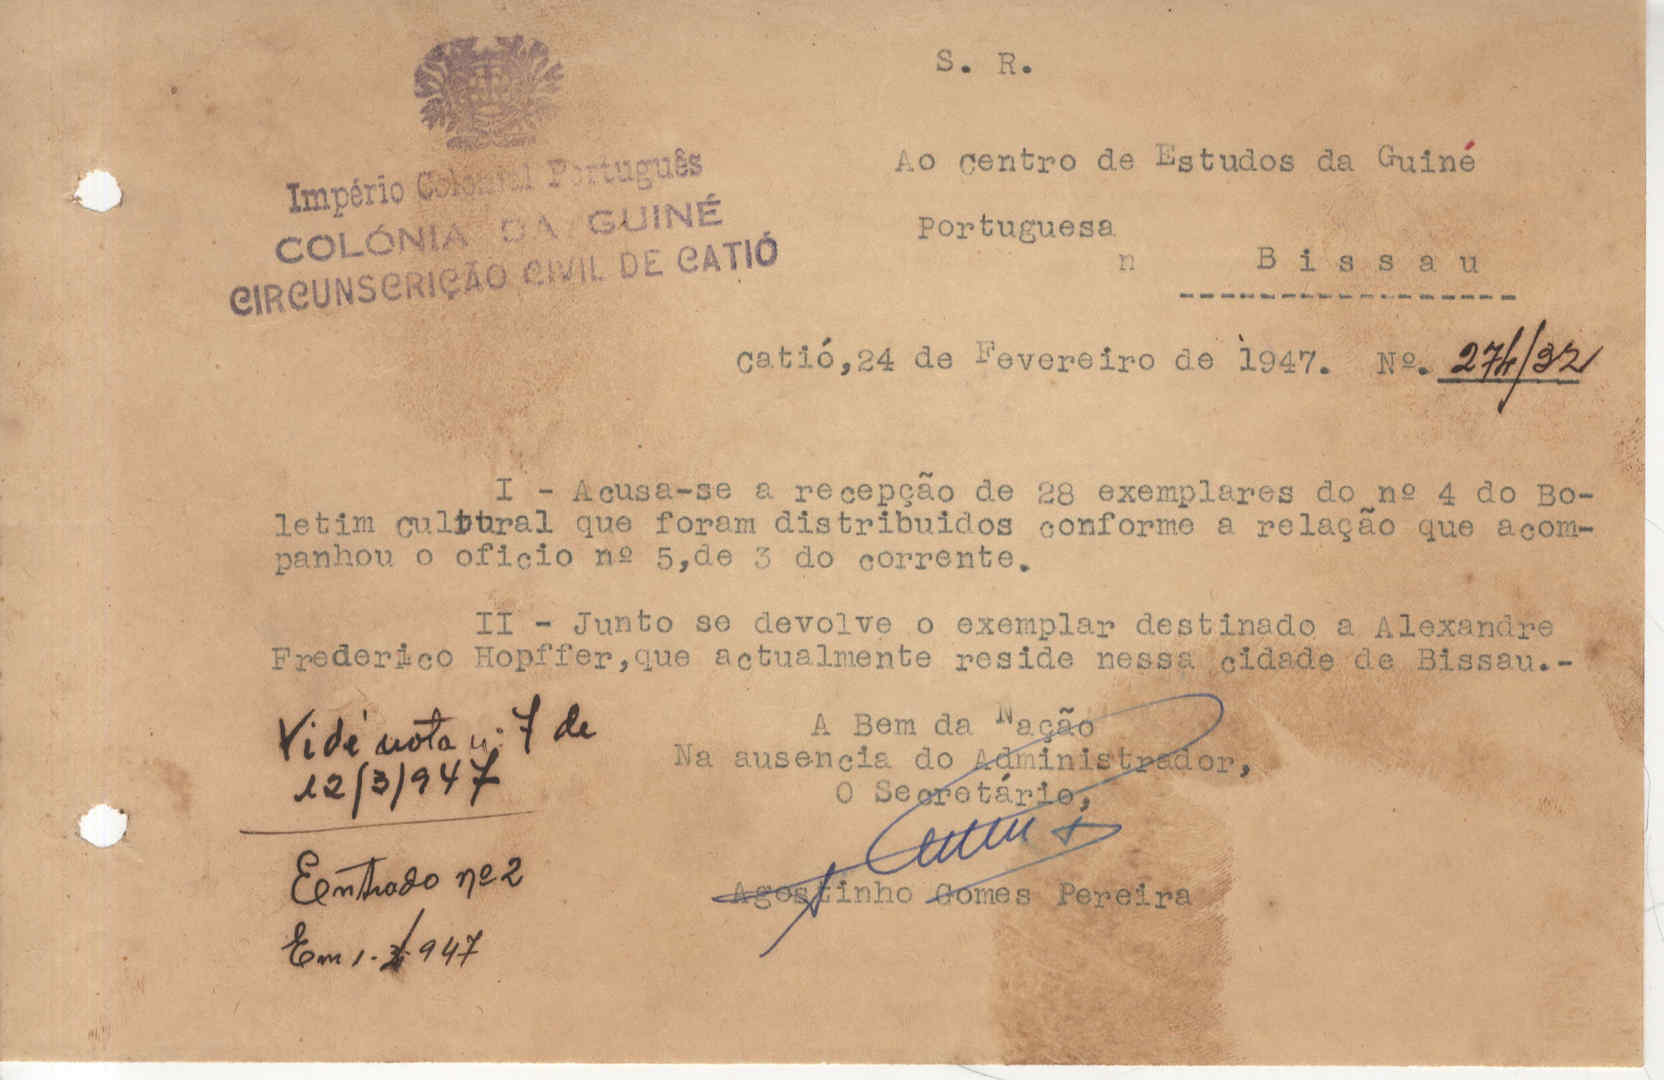 Império Colonial Português
COLÓNIA DA GUINÉ
CIRCUNSCRIÇÃO CIVIL DE CATIÓ
S. R.
Ao Centro de Estudos da Guiné
Portuguesa
n B i s s a u
-----------------
Catió,24 de Fevereiro de 1947. Nº. 274/32
I - Acusa-se a recepção de 28 exemplares do nº 4 do Bo-
letim Cultural que foram distribuidos conforme a relação que acom-
panhou o oficio nº 5,de 3 do corrente.
II - Junto se devolve o exemplar destinado a Alexandre
Frederico Hopffer,que actualmente reside nessa cidade de Bissau.-
A Bem da Nação
Na ausencia do Administrador,
O Secretário,
Agostinho Gomes Pereira
Vidé nota n.º 7 de
12/3/947
Entrado nº 2
Em 1- 947